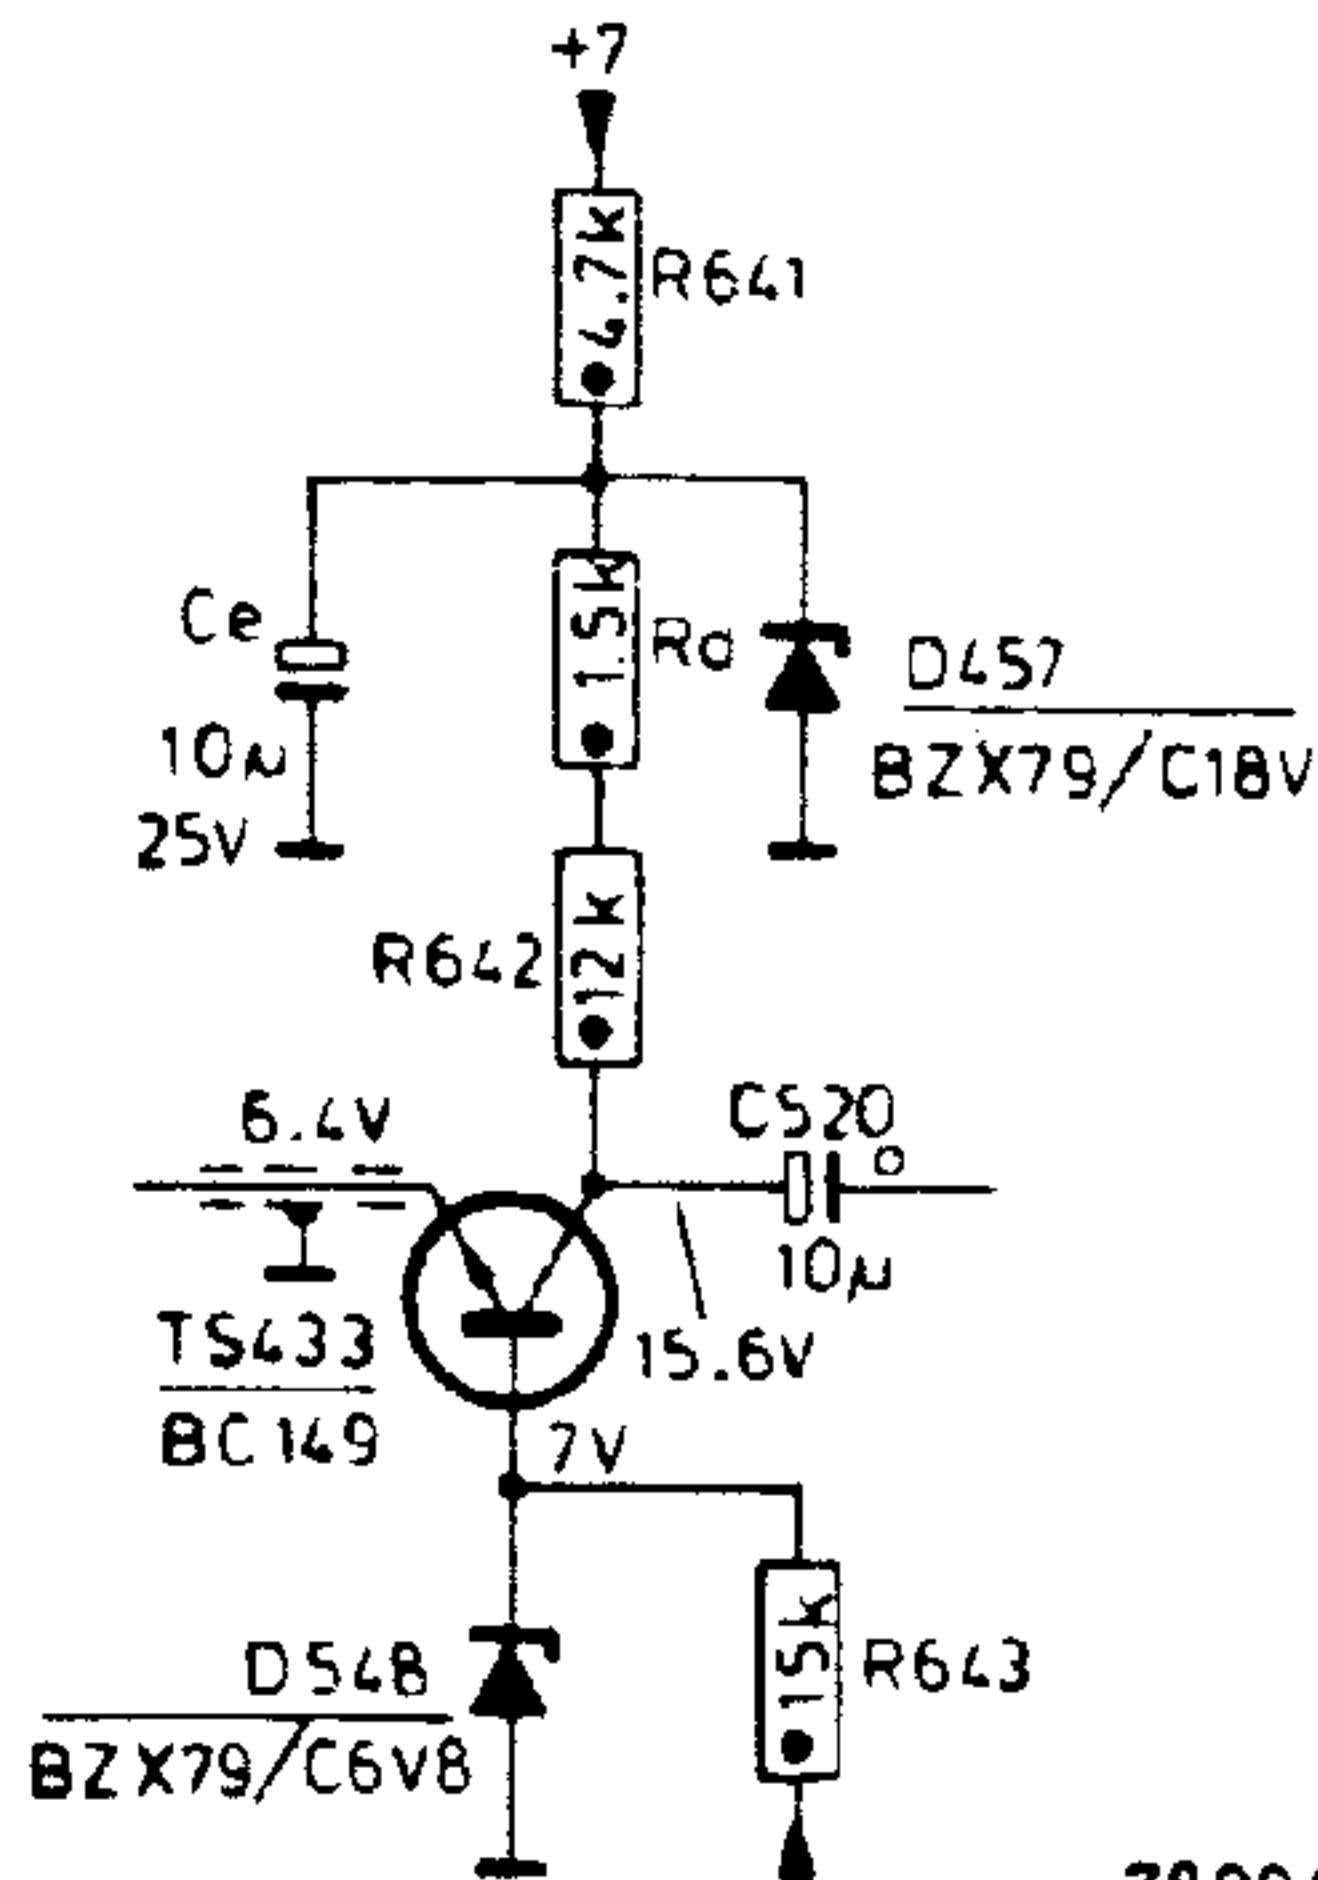 +7
4.7k
R641
Ce
10µ
25V
1.5k
Ra
D457
BZX79/C18V
R642
12k
6.4V
C520
10µ
TS433
BC149
15.6V
7V
D548
BZX79/C6V8
15k
R643